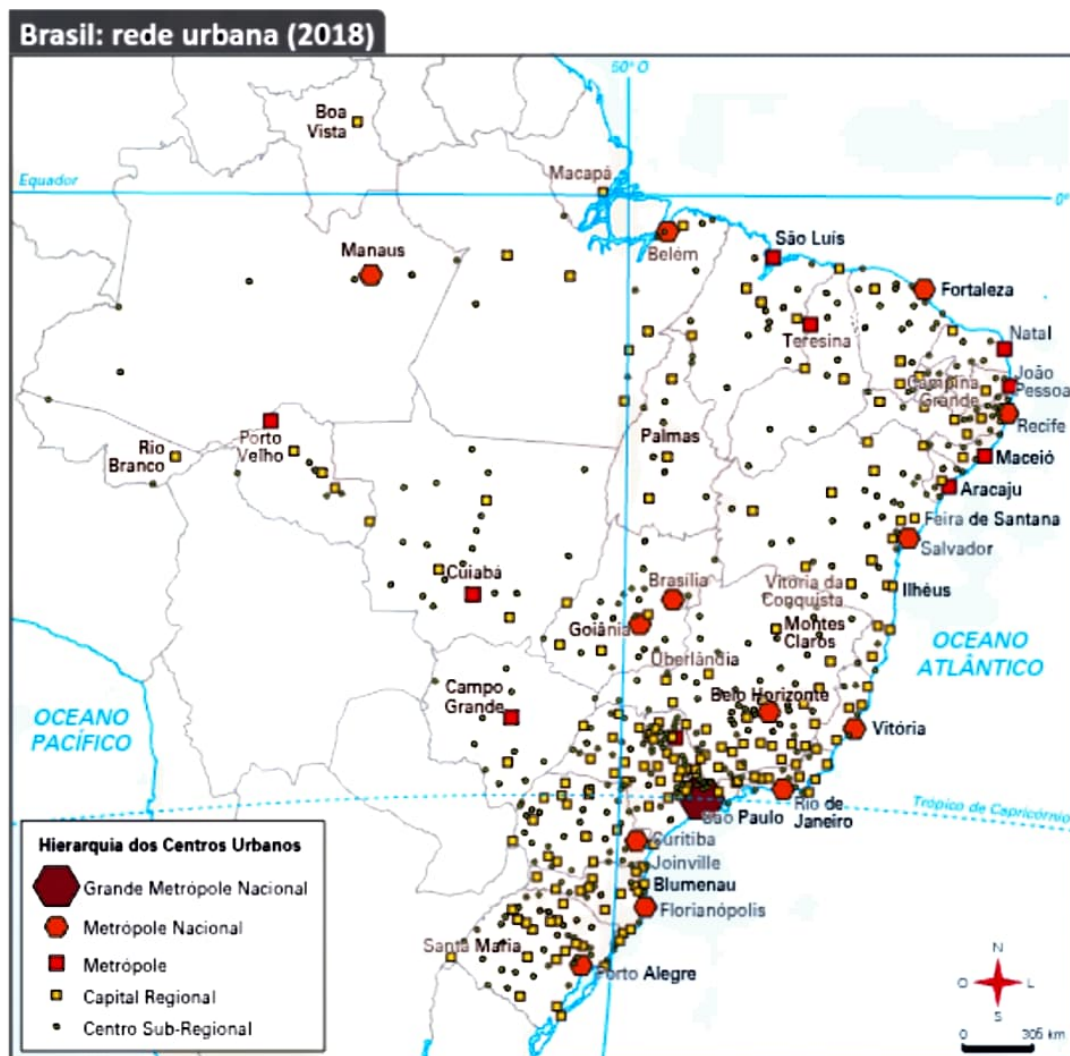 Brasil: rede urbana (2018)
50° O
Boa
Vista
Macapá
Equador
0°
Manaus
Belém
São Luís
Fortaleza
Teresina
Natal
Campina
Grande
João
Pessoa
Recife
Porto
Velho
Rio
Branco
Palmas
Maceió
Aracaju
Feira de Santana
Salvador
Cuiabá
Brasília
Vitória da
Conquista
Ilhéus
Goiânia
Montes
Claros
Uberlândia
OCEANO
ATLÂNTICO
Campo
Grande
Belo Horizonte
OCEANO
PACÍFICO
Vitória
São Paulo
Rio de
Janeiro
Trópico de Capricórnio
Curitiba
Joinville
Blumenau
Florianópolis
Santa Maria
Porto Alegre
Hierarquia dos Centros Urbanos
Grande Metrópole Nacional
Metrópole Nacional
Metrópole
Capital Regional
Centro Sub-Regional
N
O
L
S
0
305 km